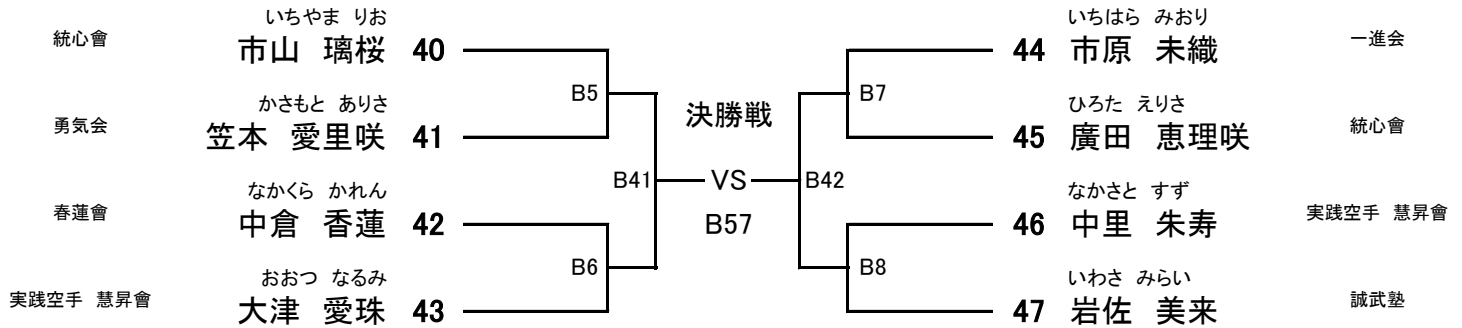 いちやま りお
統心會 市山 璃桜 40
B5
かさもと ありさ
勇気会 笠本 愛里咲 41
B41
なかくら かれん
春蓮會 中倉 香蓮 42
B6
おおつ なるみ
実践空手 慧昇會 大津 愛珠 43
決勝戦
VS
B57
いちはら みおり
44 市原 未織 一進会
B7
ひろた えりさ
45 廣田 恵理咲 統心會
B42
なかさと すず
46 中里 朱寿 実践空手 慧昇會
B8
いわさ みらい
47 岩佐 美来 誠武塾